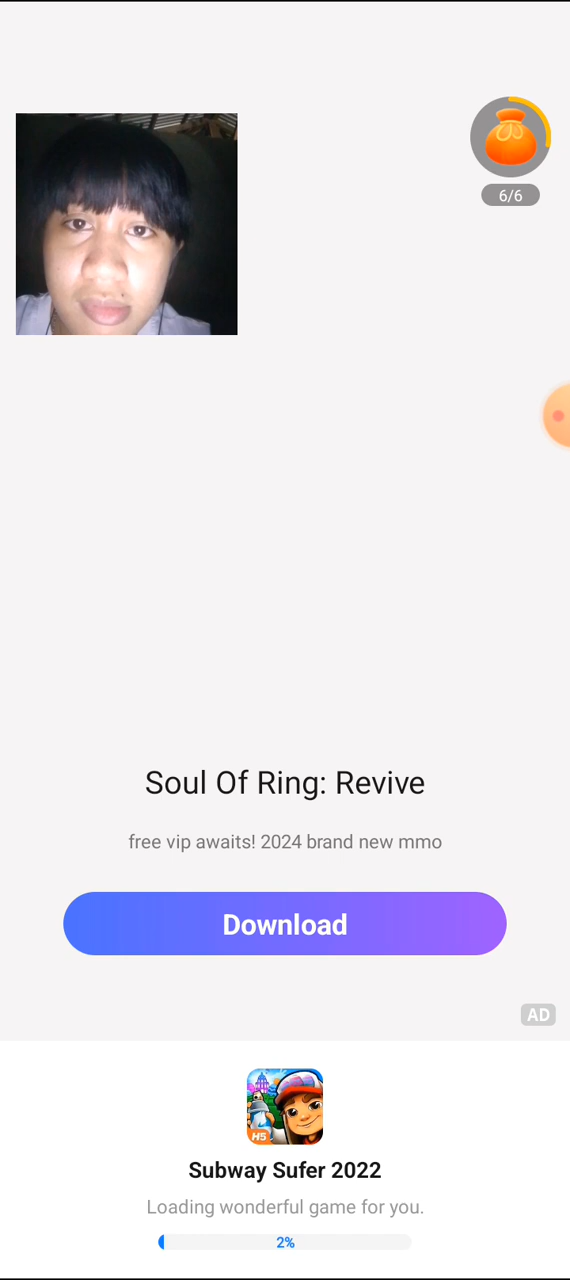 6/6
Soul Of Ring: Revive
free vip awaits! 2024 brand new mmo
Download
AD
H5
Subway Sufer 2022
Loading wonderful game for you.
2%